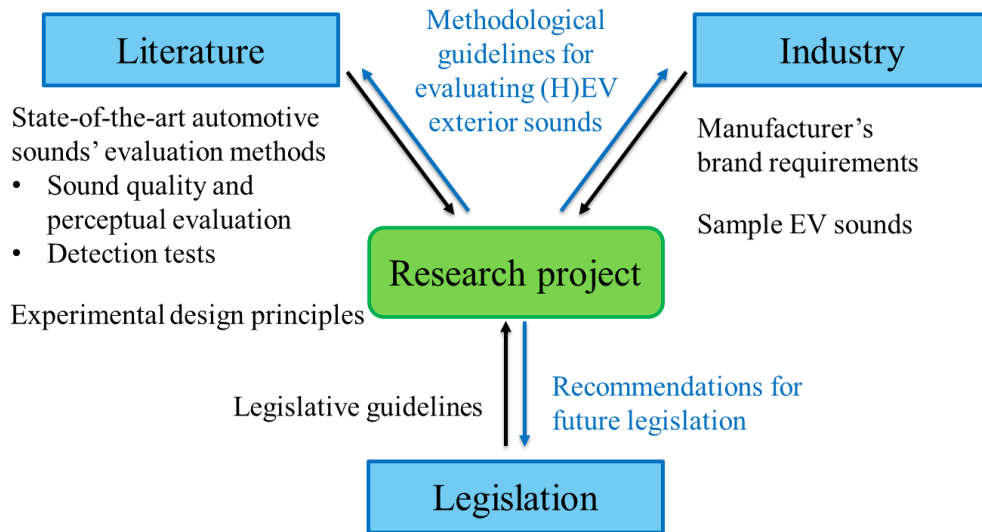 Literature
Methodological
guidelines for
evaluating (H)EV
exterior sounds
Industry
State-of-the-art automotive
sounds’ evaluation methods
• Sound quality and
perceptual evaluation
• Detection tests
Experimental design principles
Manufacturer’s
brand requirements
Sample EV sounds
Research project
Legislative guidelines
Recommendations for
future legislation
Legislation